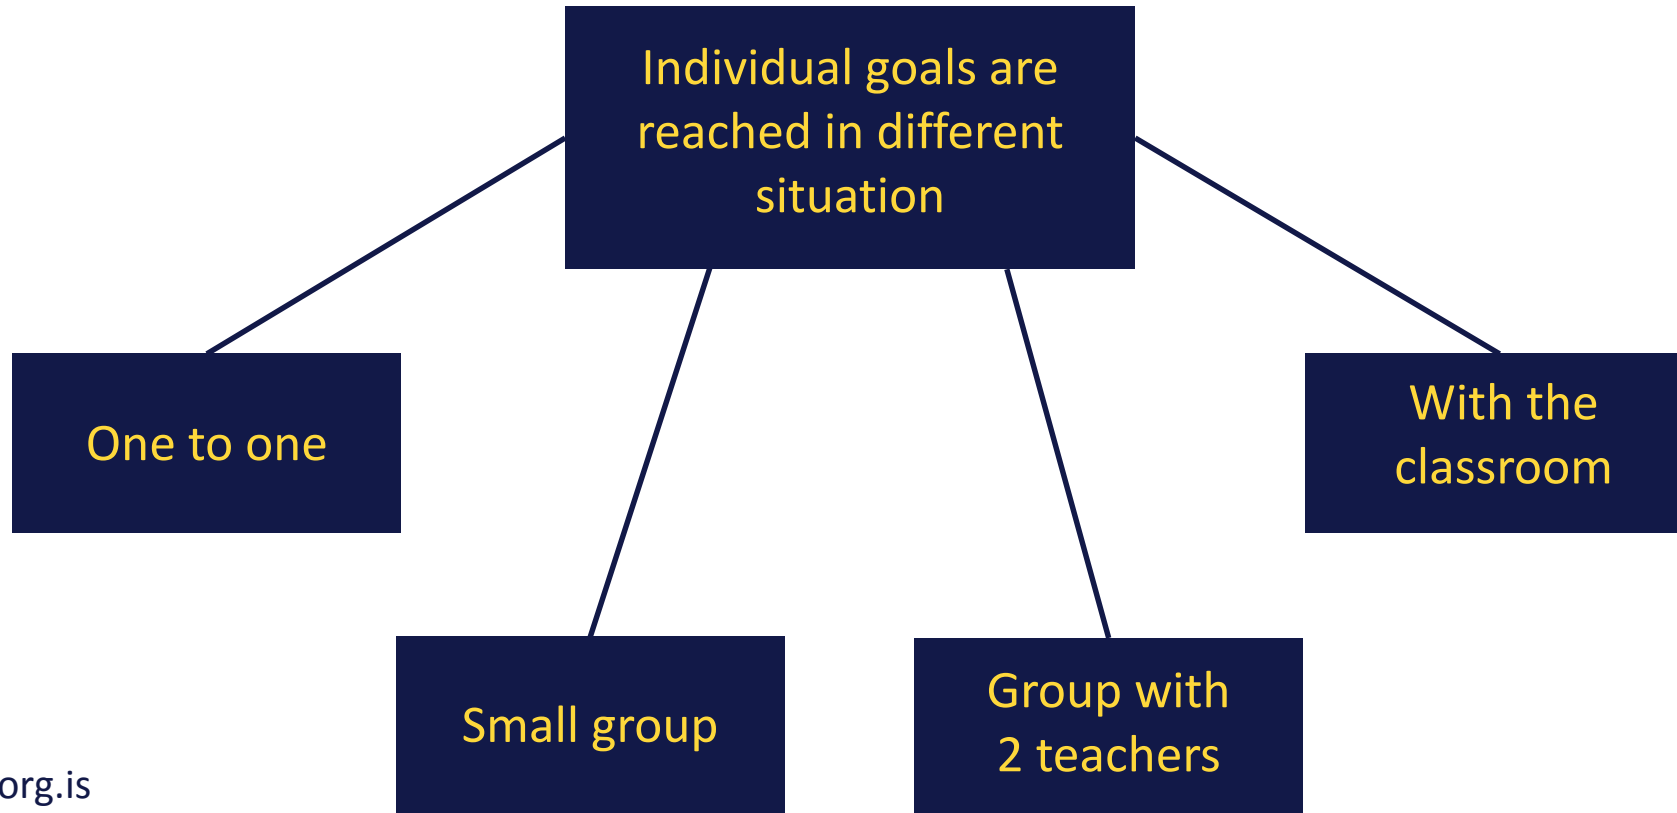 Individual goals are
reached in different
situation
One to one
With the
classroom
Small group
Group with
2 teachers
org.is